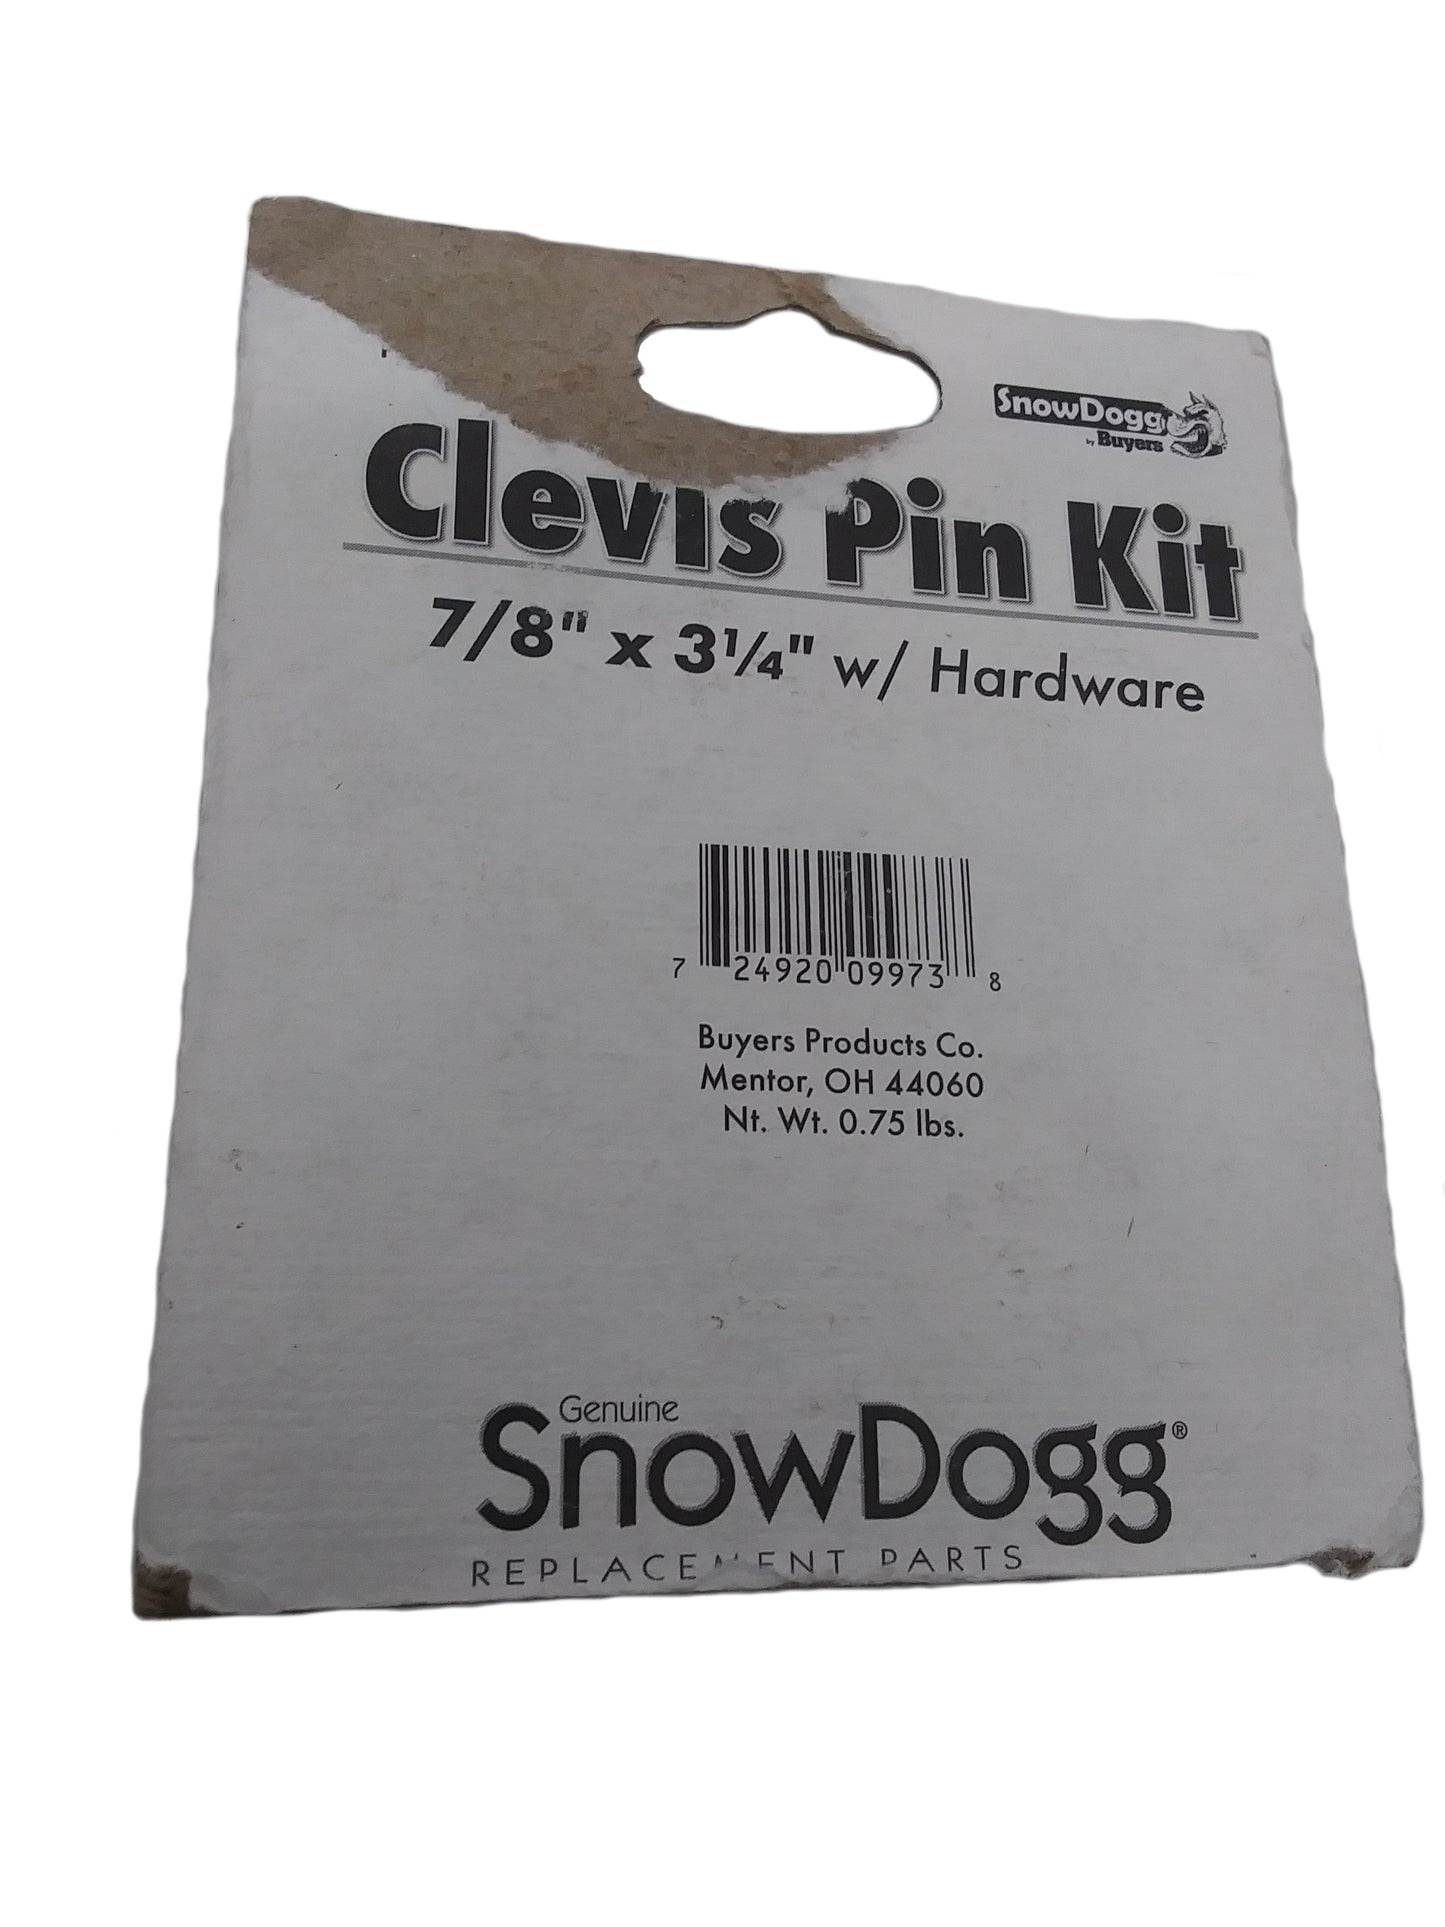 SnowDogg
by Buyers
Clevis Pin Kit
7/8" x 3¼" w/ Hardware
7 24920 09973 8
Buyers Products Co.
Mentor, OH 44060
Nt. Wt. 0.75 lbs.
Genuine
SnowDogg®
REPLACEMENT PARTS